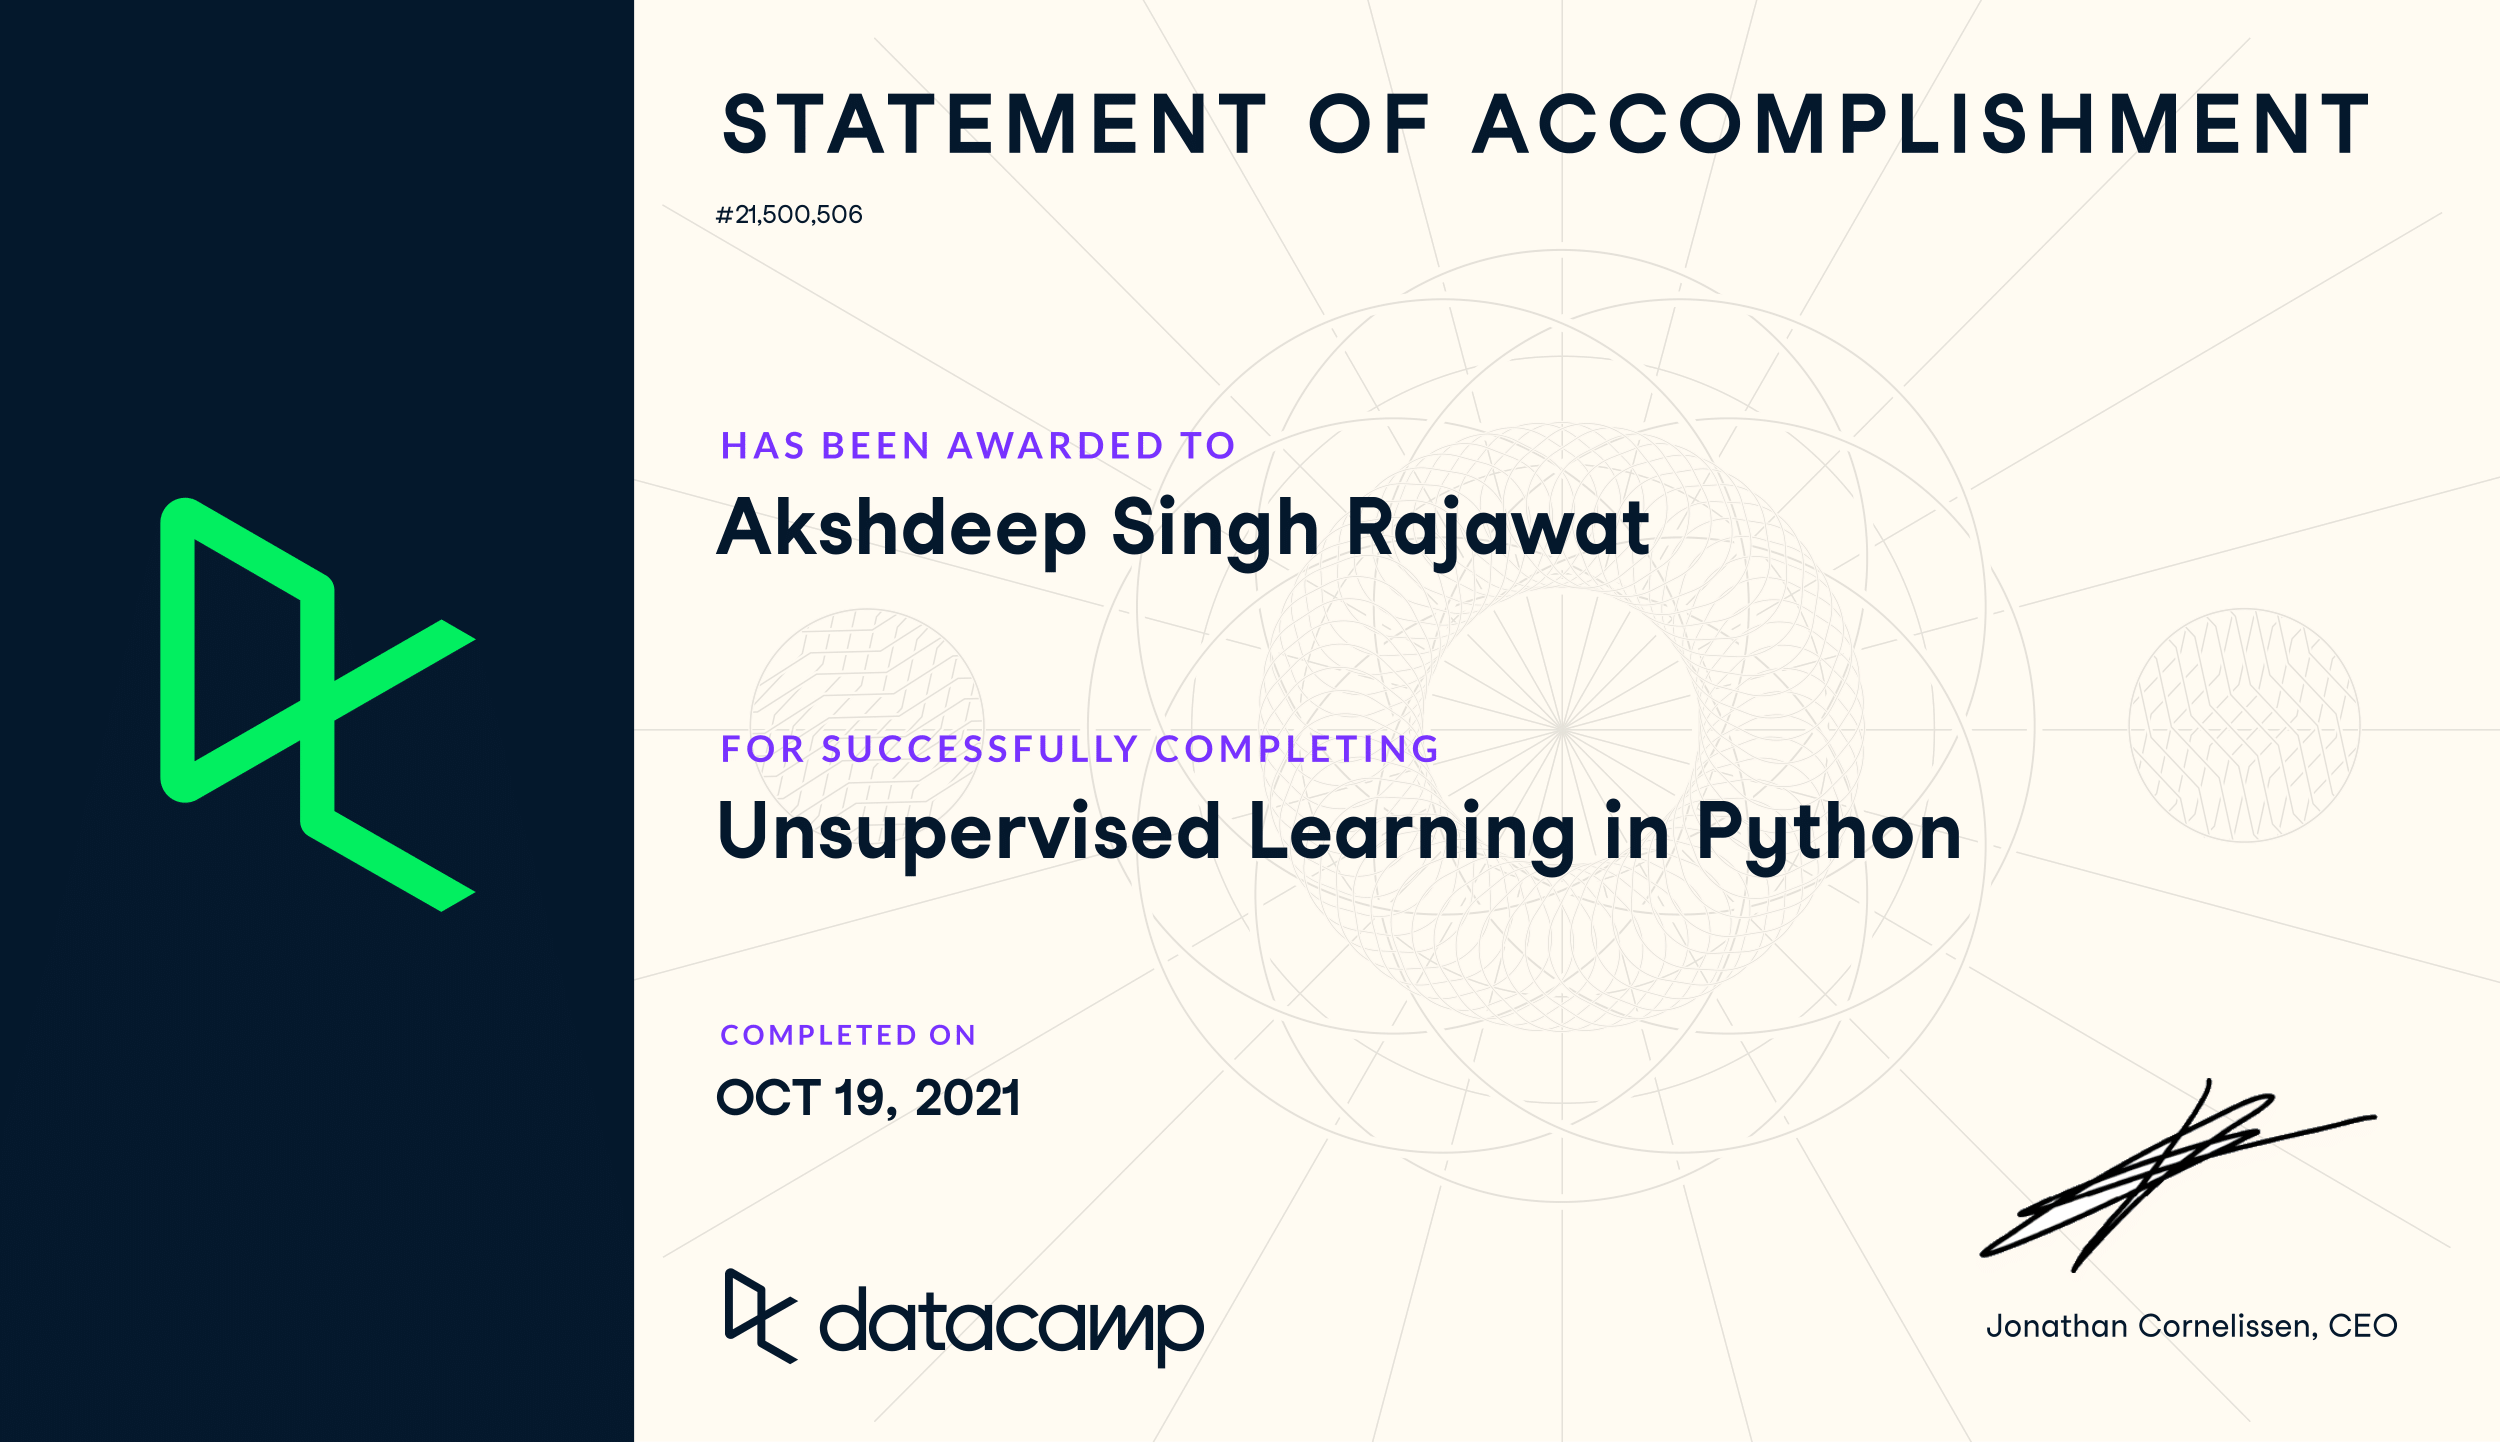 STATEMENT OF ACCOMPLISHMENT
#21,500,506
HAS BEEN AWARDED TO
Akshdeep Singh Rajawat
FOR SUCCESSFULLY COMPLETING
Unsupervised Learning in Python
COMPLETED ON
OCT 19, 2021
datacamp
Jonathan Cornelissen, CEO